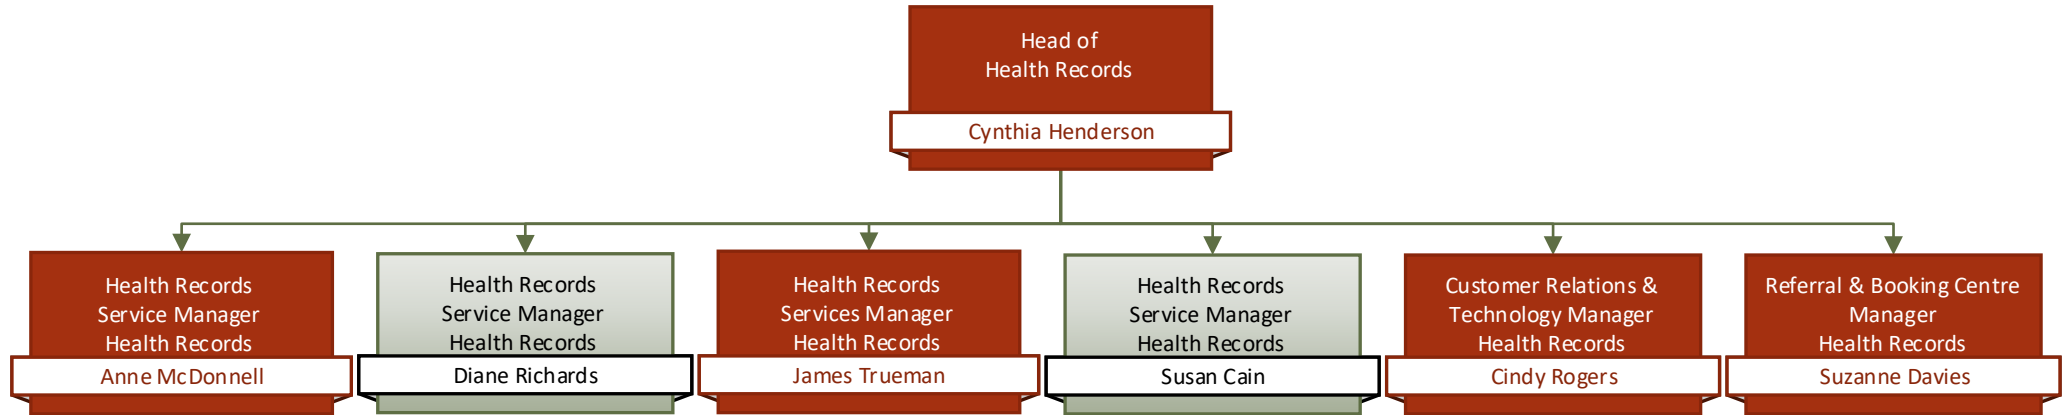 Head of
Health Records
Cynthia Henderson
Health Records
Service Manager
Health Records
Anne McDonnell
Health Records
Service Manager
Health Records
Diane Richards
Health Records
Services Manager
Health Records
James Trueman
Health Records
Service Manager
Health Records
Susan Cain
Customer Relations &
Technology Manager
Health Records
Cindy Rogers
Referral & Booking Centre
Manager
Health Records
Suzanne Davies